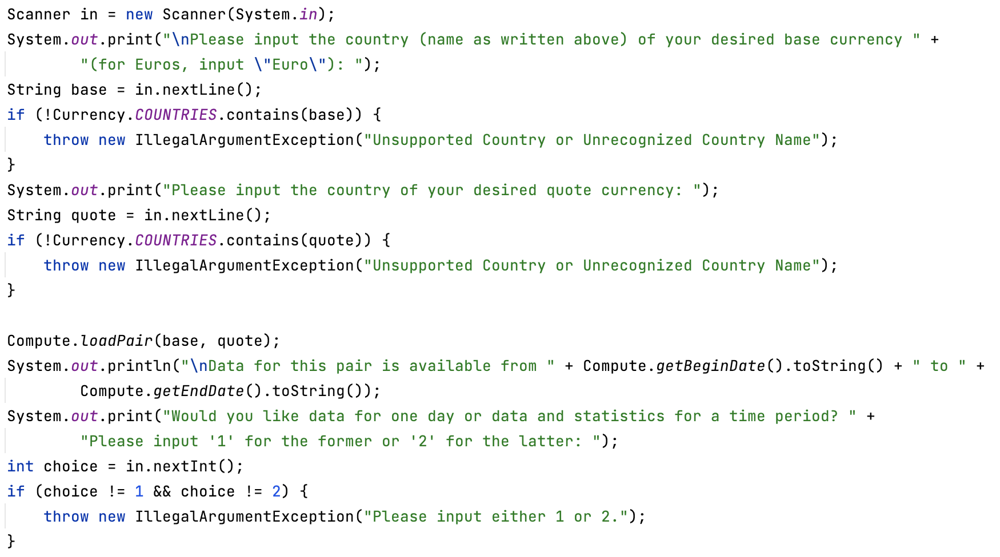 Scanner in = new Scanner(System.in);
System.out.print("\nPlease input the country (name as written above) of your desired base currency " +
        "(for Euros, input \"Euro\"): ");
String base = in.nextLine();
if (!Currency.COUNTRIES.contains(base)) {
    throw new IllegalArgumentException("Unsupported Country or Unrecognized Country Name");
}
System.out.print("Please input the country of your desired quote currency: ");
String quote = in.nextLine();
if (!Currency.COUNTRIES.contains(quote)) {
    throw new IllegalArgumentException("Unsupported Country or Unrecognized Country Name");
}

Compute.loadPair(base, quote);
System.out.println("\nData for this pair is available from " + Compute.getBeginDate().toString() + " to " +
        Compute.getEndDate().toString());
System.out.print("Would you like data for one day or data and statistics for a time period? " +
        "Please input '1' for the former or '2' for the latter: ");
int choice = in.nextInt();
if (choice != 1 && choice != 2) {
    throw new IllegalArgumentException("Please input either 1 or 2.");
}